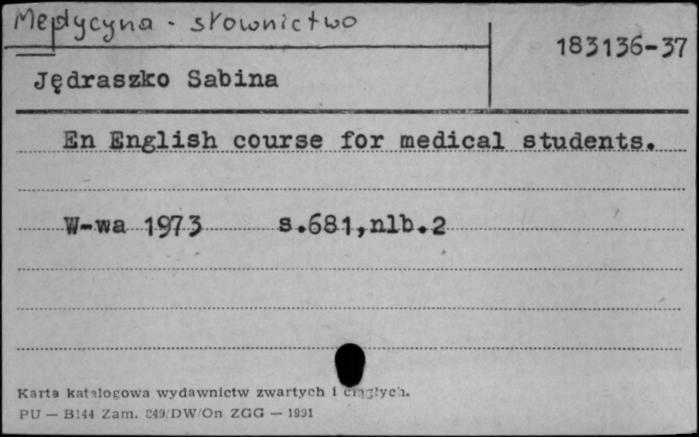 Medycyna - słownictwo
183136-37
Jędraszko Sabina
En English course for medical students.
W-wa 1973 s.681,nlb.2
Karta katalogowa wydawnictw zwartych i ciągłych.
PU — B144 Zam. 849/DW/On ZGG — 1991